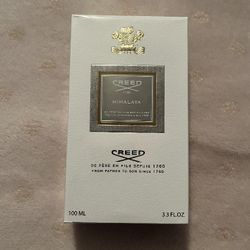 CREED
HIMALAYA
CREED
DE PÈRE EN FILS DEPUIS 1760
FROM FATHER TO SON SINCE 1760
100 ML
3.3 FL.OZ.